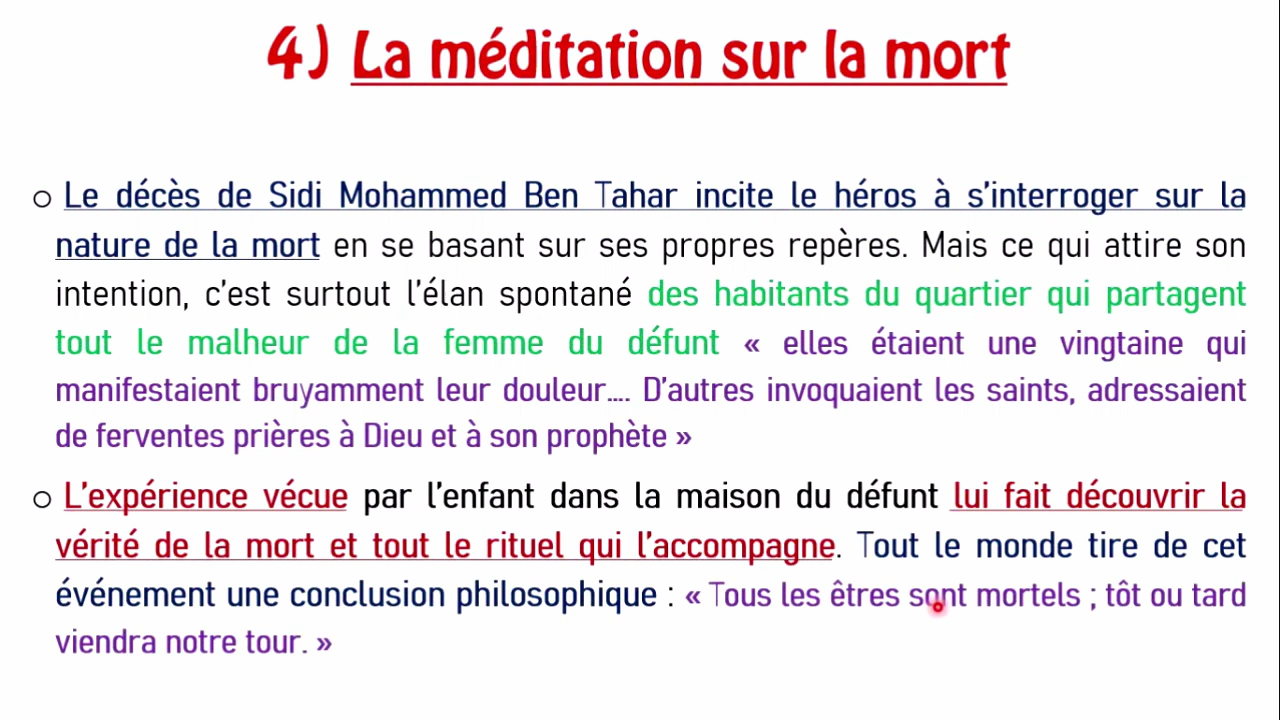 4) La méditation sur la mort
o Le décès de Sidi Mohammed Ben Tahar incite le héros à s'interroger sur la
nature de la mort en se basant sur ses propres repères. Mais ce qui attire son
intention, c'est surtout l'élan spontané des habitants du quartier qui partagent
tout le malheur de la femme du défunt « elles étaient une vingtaine qui
manifestaient bruyamment leur douleur…. D'autres invoquaient les saints, adressaient
de ferventes prières à Dieu et à son prophète »
o L'expérience vécue par l'enfant dans la maison du défunt lui fait découvrir la
vérité de la mort et tout le rituel qui l'accompagne. Tout le monde tire de cet
événement une conclusion philosophique : « Tous les êtres sont mortels ; tôt ou tard
viendra notre tour. »